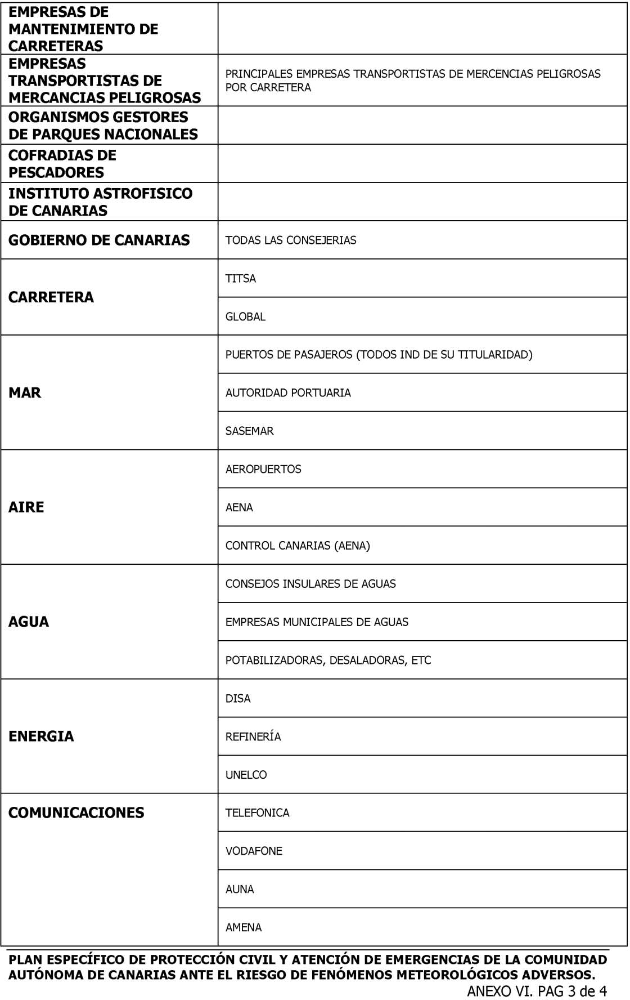 EMPRESAS DE
MANTENIMIENTO DE
CARRETERAS
EMPRESAS
TRANSPORTISTAS DE
MERCANCIAS PELIGROSAS
PRINCIPALES EMPRESAS TRANSPORTISTAS DE MERCENCIAS PELIGROSAS
POR CARRETERA
ORGANISMOS GESTORES
DE PARQUES NACIONALES
COFRADIAS DE
PESCADORES
INSTITUTO ASTROFISICO
DE CANARIAS
GOBIERNO DE CANARIAS
TODAS LAS CONSEJERIAS
CARRETERA
TITSA
GLOBAL
MAR
PUERTOS DE PASAJEROS (TODOS IND DE SU TITULARIDAD)
AUTORIDAD PORTUARIA
SASEMAR
AIRE
AEROPUERTOS
AENA
CONTROL CANARIAS (AENA)
AGUA
CONSEJOS INSULARES DE AGUAS
EMPRESAS MUNICIPALES DE AGUAS
POTABILIZADORAS, DESALADORAS, ETC
ENERGIA
DISA
REFINERÍA
UNELCO
COMUNICACIONES
TELEFONICA
VODAFONE
AUNA
AMENA
PLAN ESPECÍFICO DE PROTECCIÓN CIVIL Y ATENCIÓN DE EMERGENCIAS DE LA COMUNIDAD
AUTÓNOMA DE CANARIAS ANTE EL RIESGO DE FENÓMENOS METEOROLÓGICOS ADVERSOS.
ANEXO VI. PAG 3 de 4